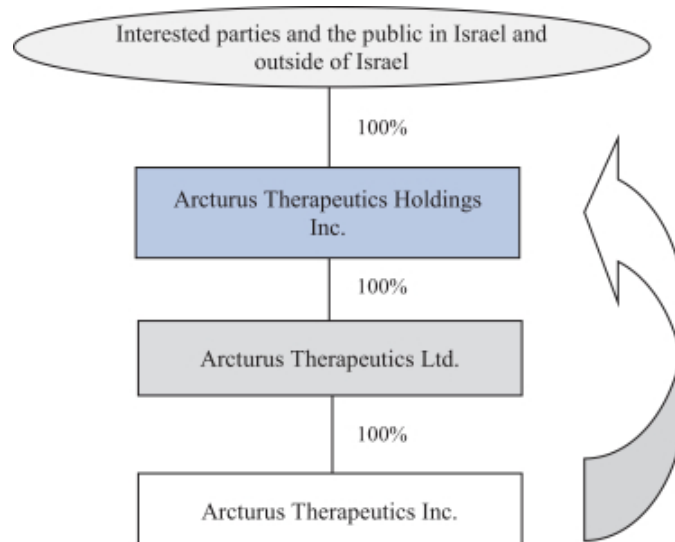 Interested parties and the public in Israel and
outside of Israel
100%
Arcturus Therapeutics Holdings
Inc.
100%
Arcturus Therapeutics Ltd.
100%
Arcturus Therapeutics Inc.